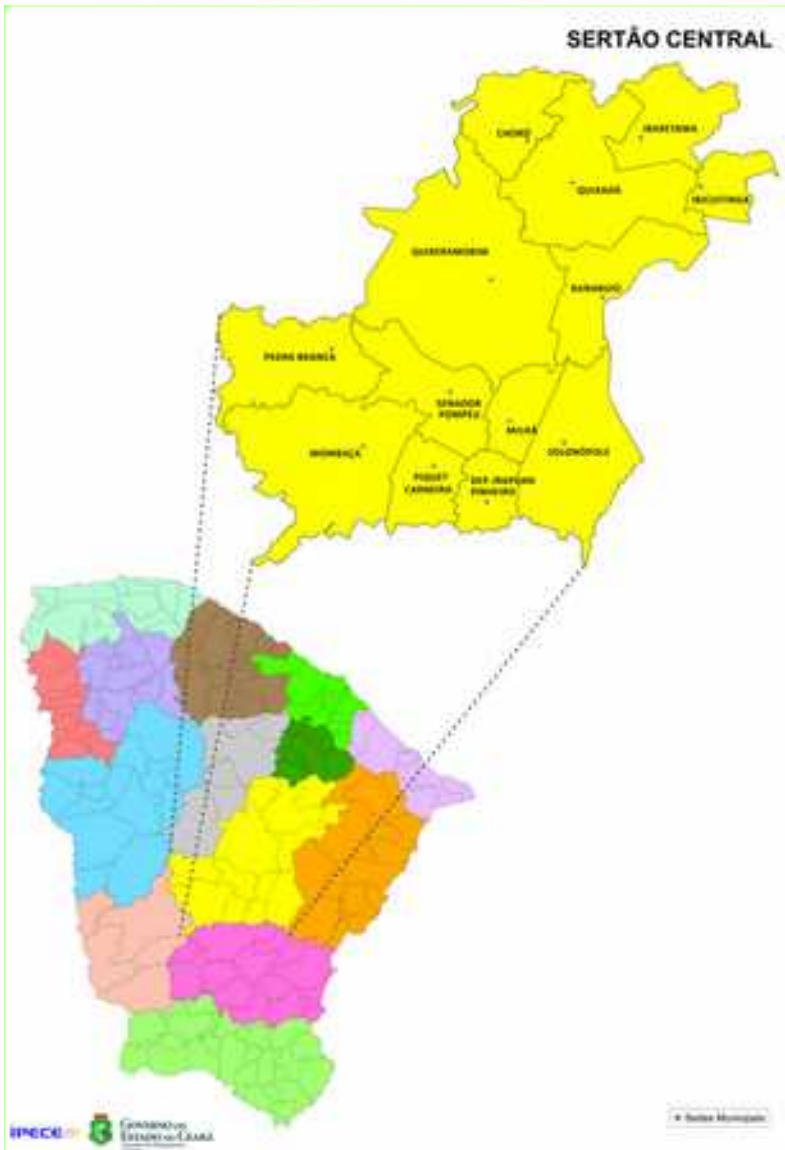 SERTÃO CENTRAL
CHORÓ
IBARETAMA
QUIXADÁ
IBICUITINGA
QUIXERAMOBIM
BANABUIÚ
PEDRA BRANCA
SENADOR
POMPEU
MILHÃ
SOLONÓPOLE
MOMBAÇA
PIQUET
CARNEIRO
DEP. IRAPUAN
PINHEIRO
IPECE
GOVERNO DO
ESTADO DO CEARÁ
Sedes Municipais